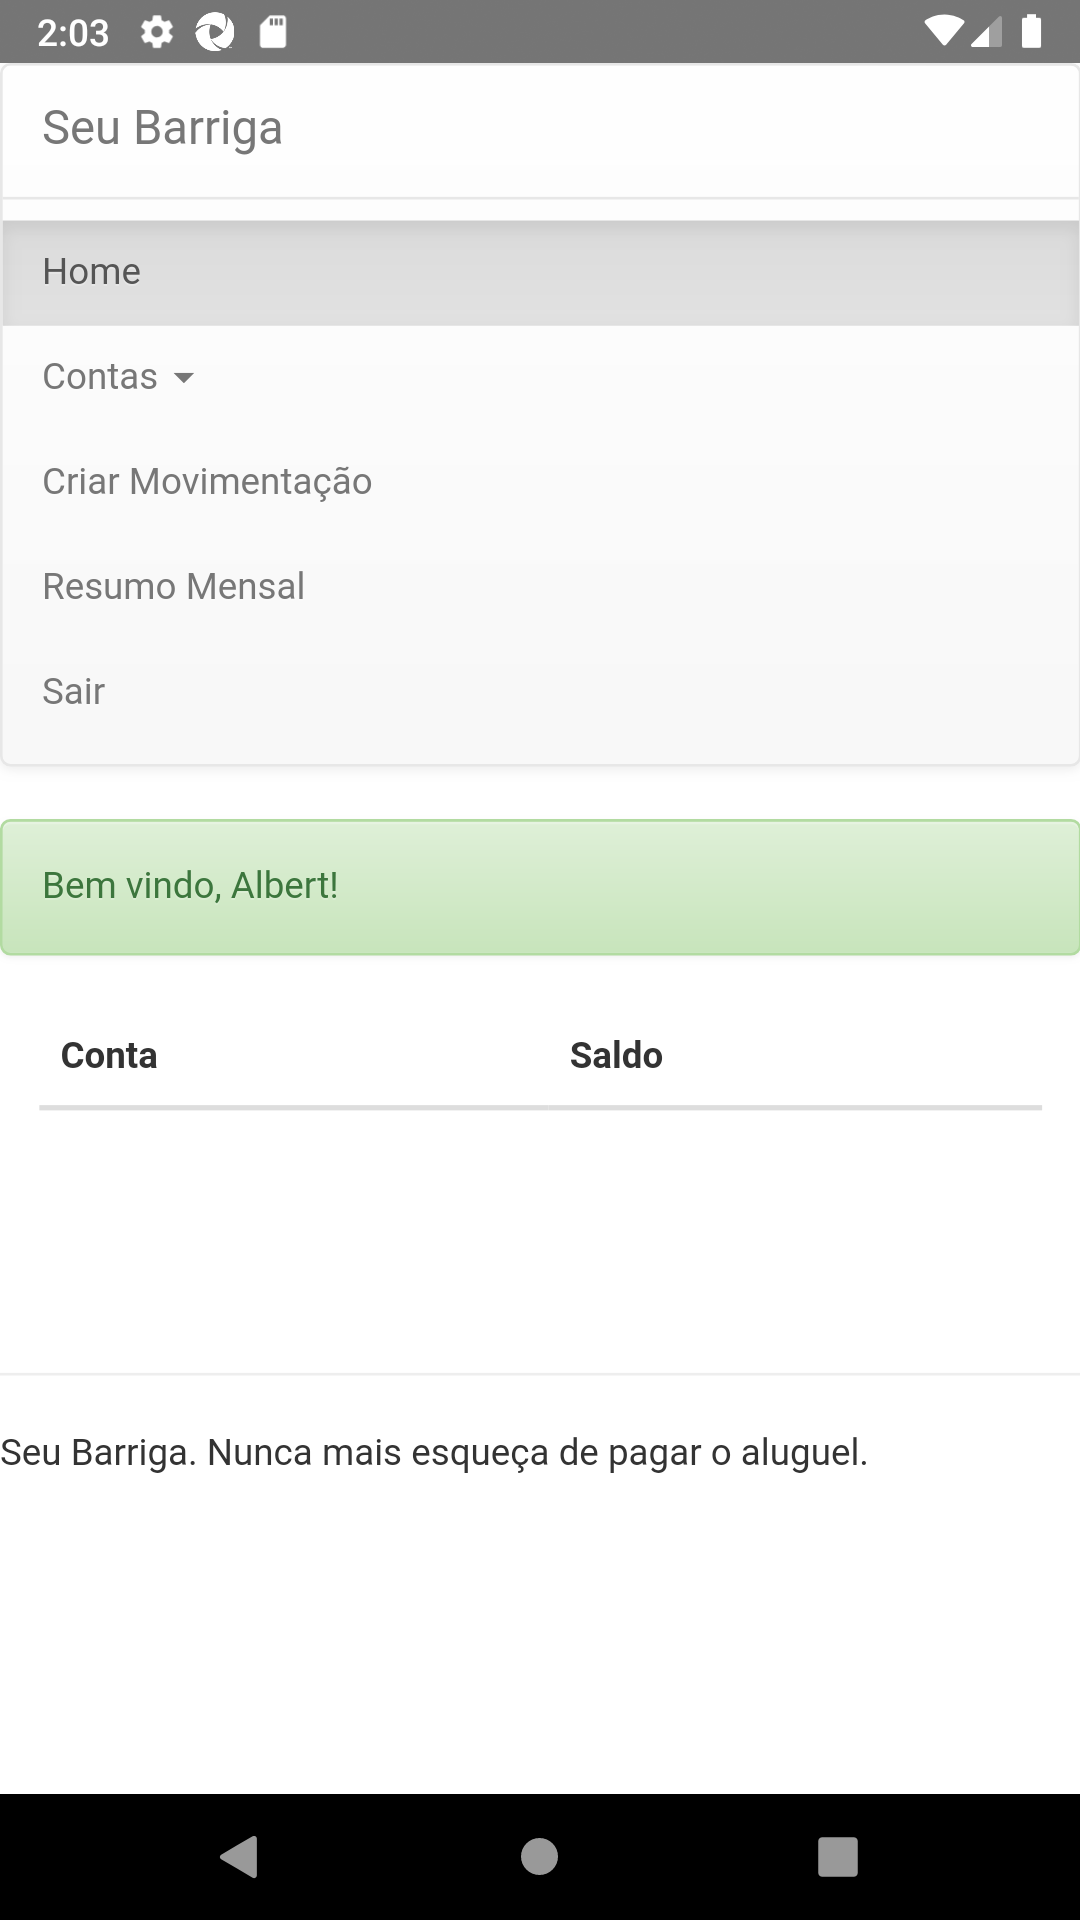 2:03
Seu Barriga
Home
Contas
Criar Movimentação
Resumo Mensal
Sair
Bem vindo, Albert!
Conta Saldo
Seu Barriga. Nunca mais esqueça de pagar o aluguel.